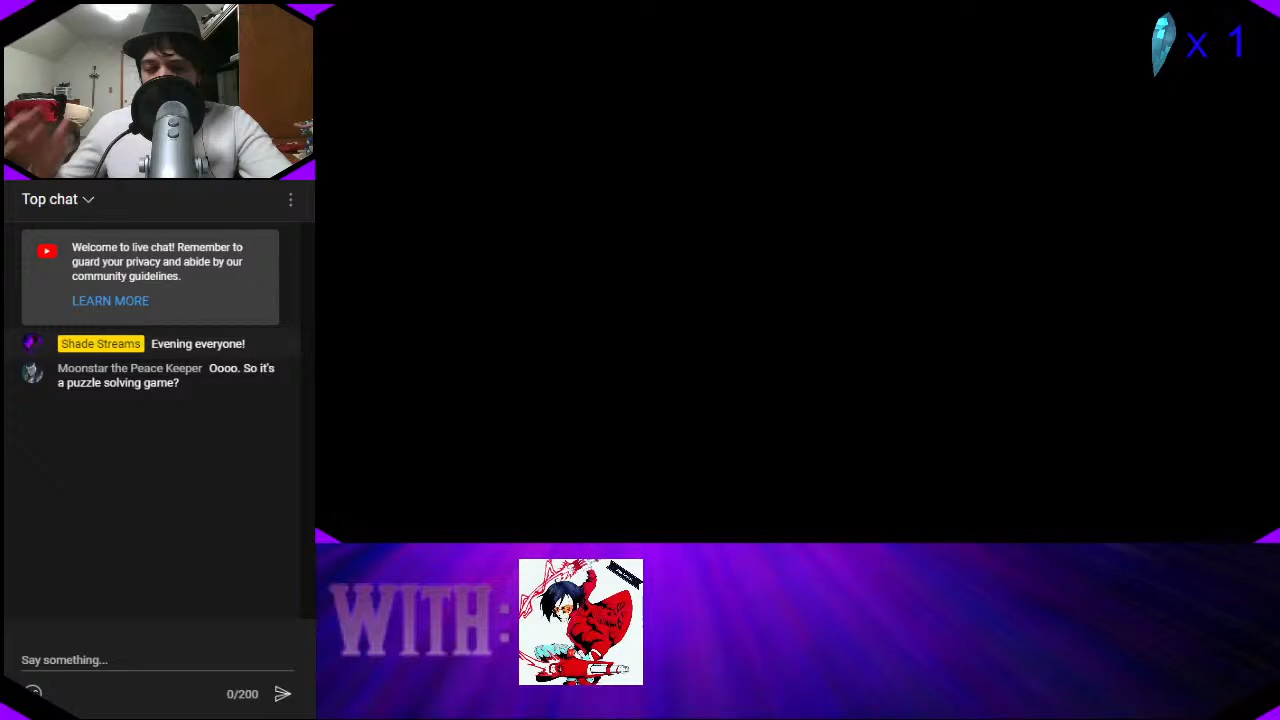 x 1
Top chat
Welcome to live chat! Remember to
guard your privacy and abide by our
community guidelines.
LEARN MORE
Shade Streams Evening everyone!
Moonstar the Peace Keeper Oooo. So it's
a puzzle solving game?
Say something...
0/200
WITH: